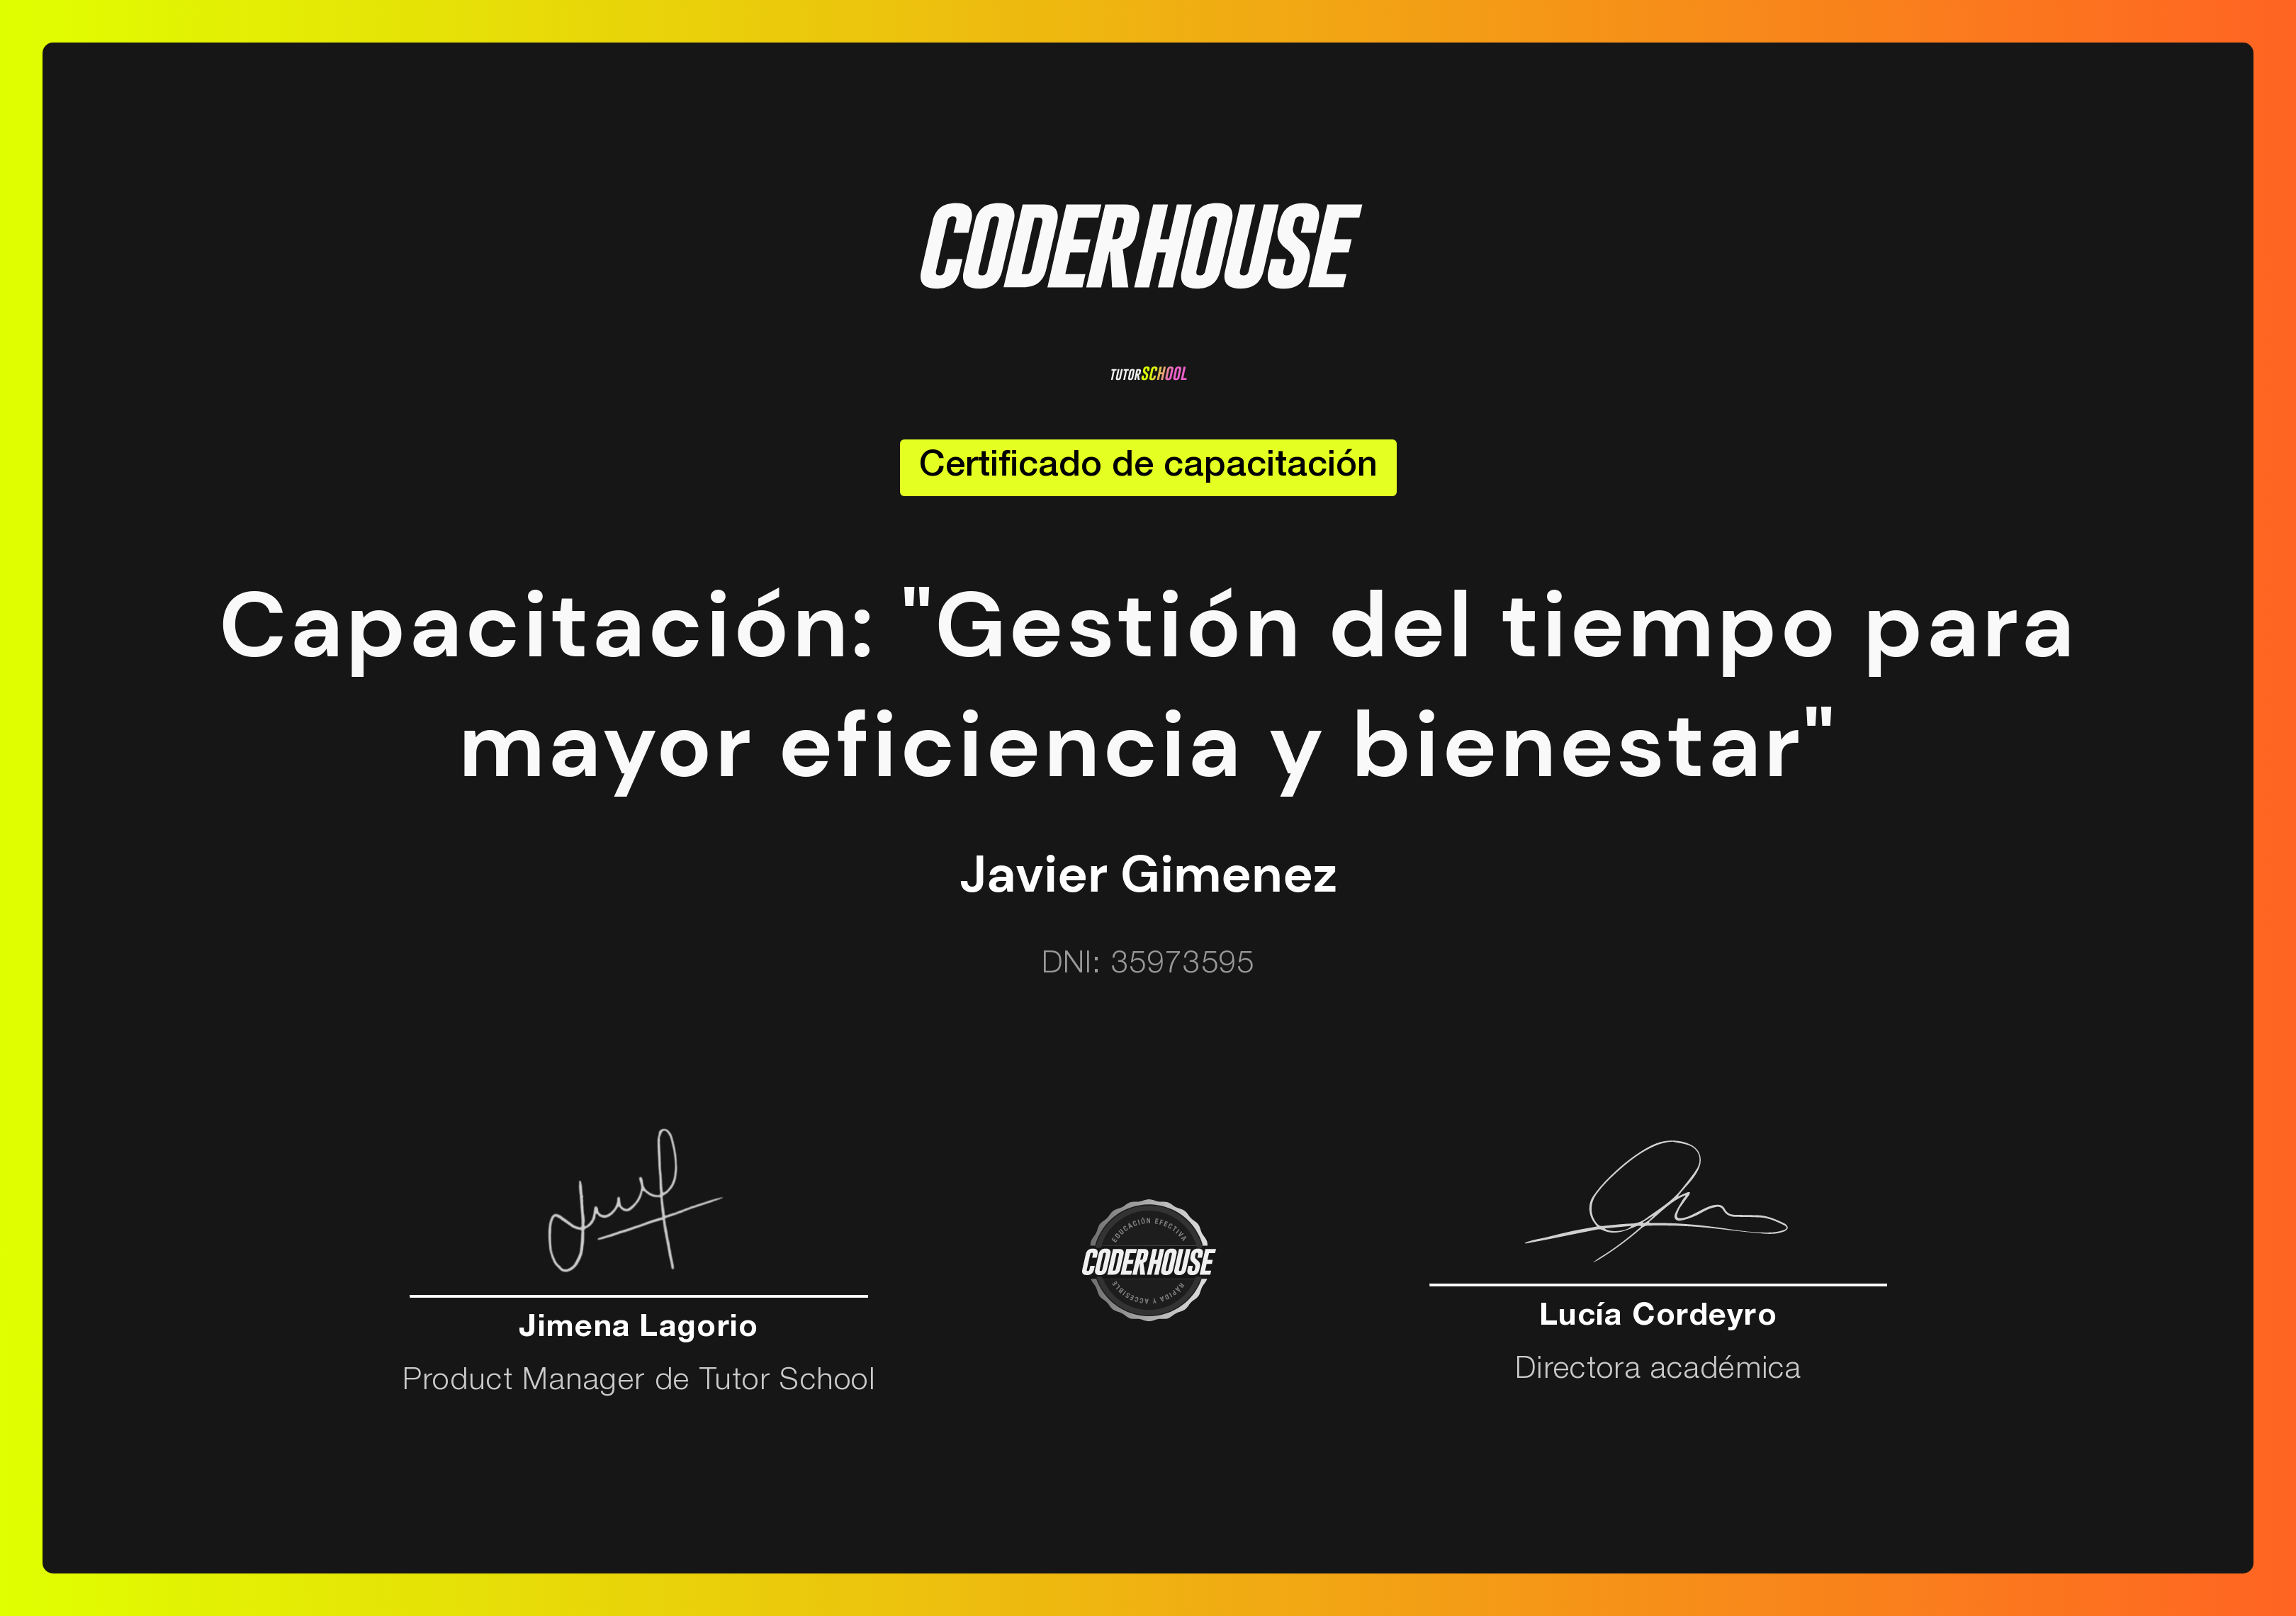 CODERHOUSE
TUTORSCHOOL
Certificado de capacitación
Capacitación: "Gestión del tiempo para
mayor eficiencia y bienestar"
Javier Gimenez
DNI: 35973595
Jimena Lagorio
Product Manager de Tutor School
EDUCACIÓN EFECTIVA
CODERHOUSE
RÁPIDA Y ACCESIBLE
Lucía Cordeyro
Directora académica